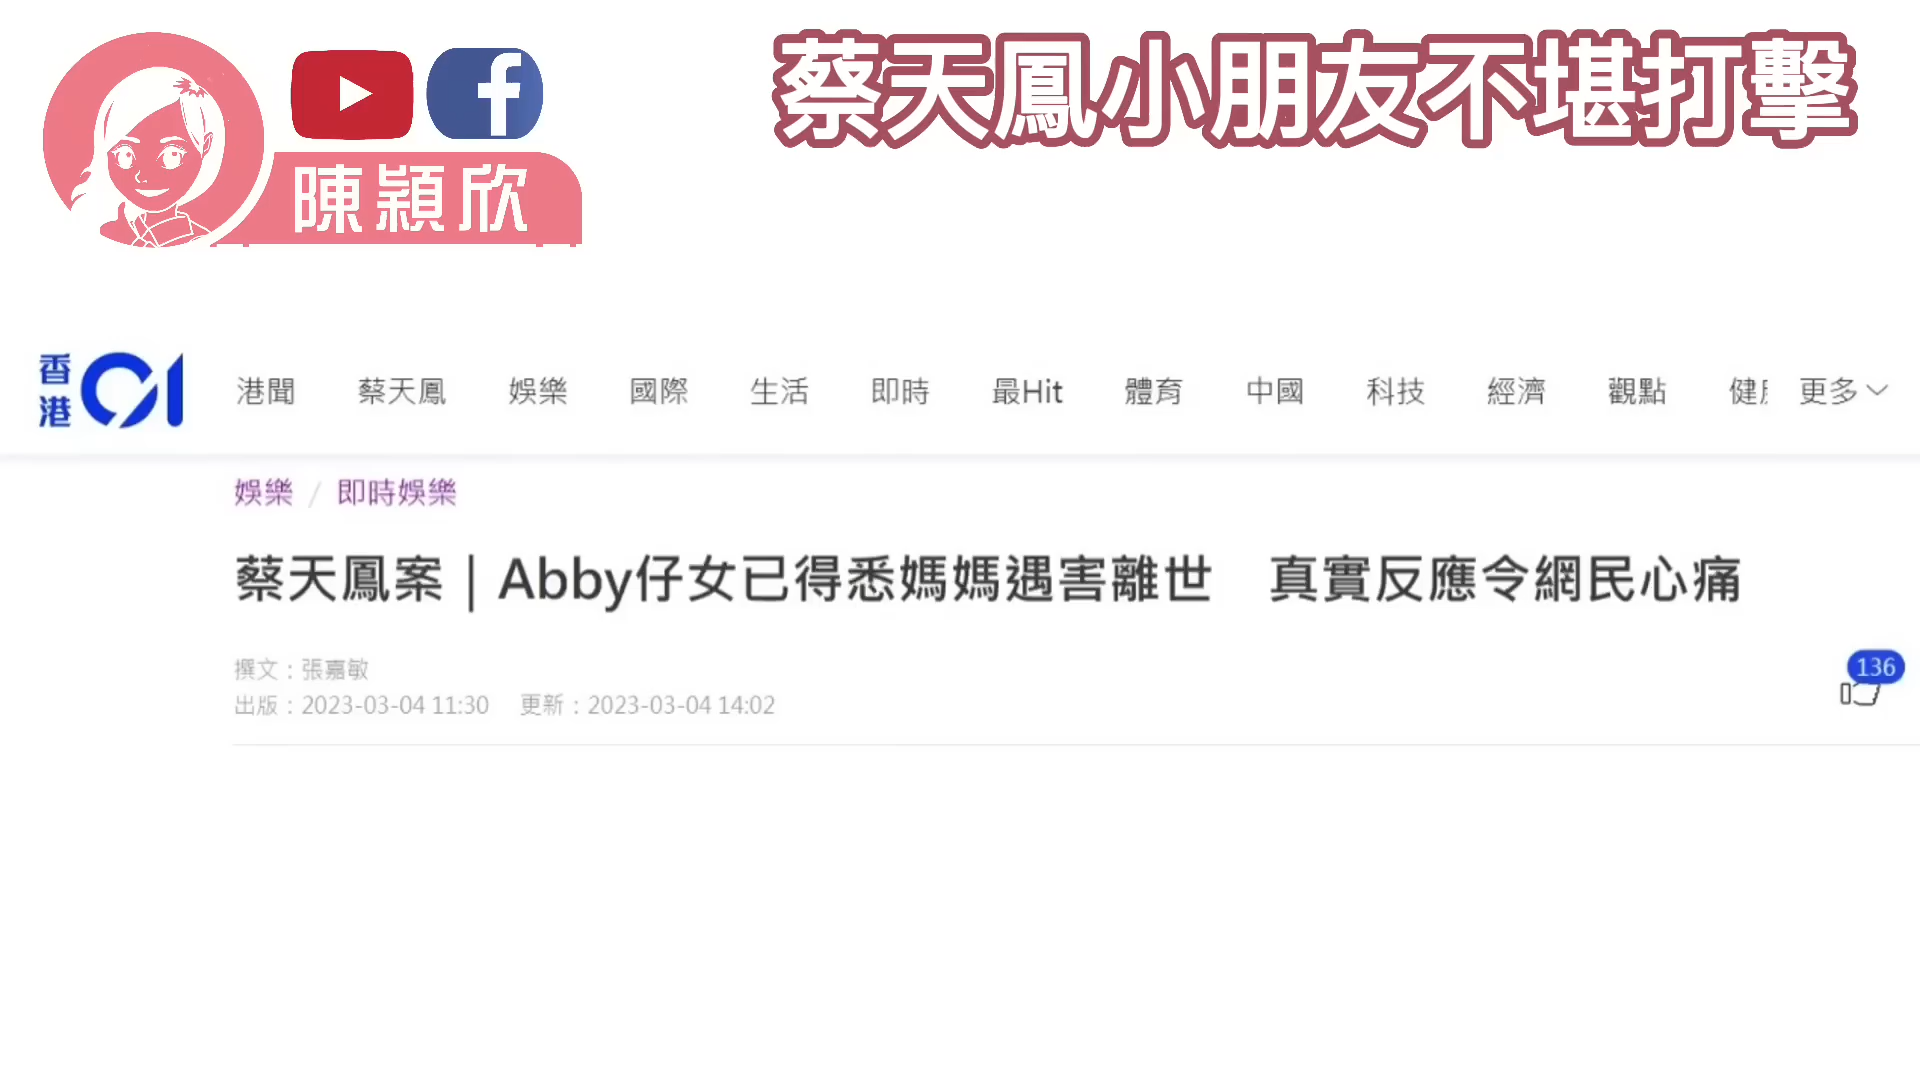 蔡天鳳小朋友不堪打擊
陳穎欣
香港01
港聞 蔡天鳳 娛樂 國際 生活 即時 最Hit 體育 中國 科技 經濟 觀點 健 更多
娛樂 / 即時娛樂
蔡天鳳案｜Abby仔女已得悉媽媽遇害離世　真實反應令網民心痛
撰文：張嘉敏
136
出版：2023-03-04 11:30 更新：2023-03-04 14:02